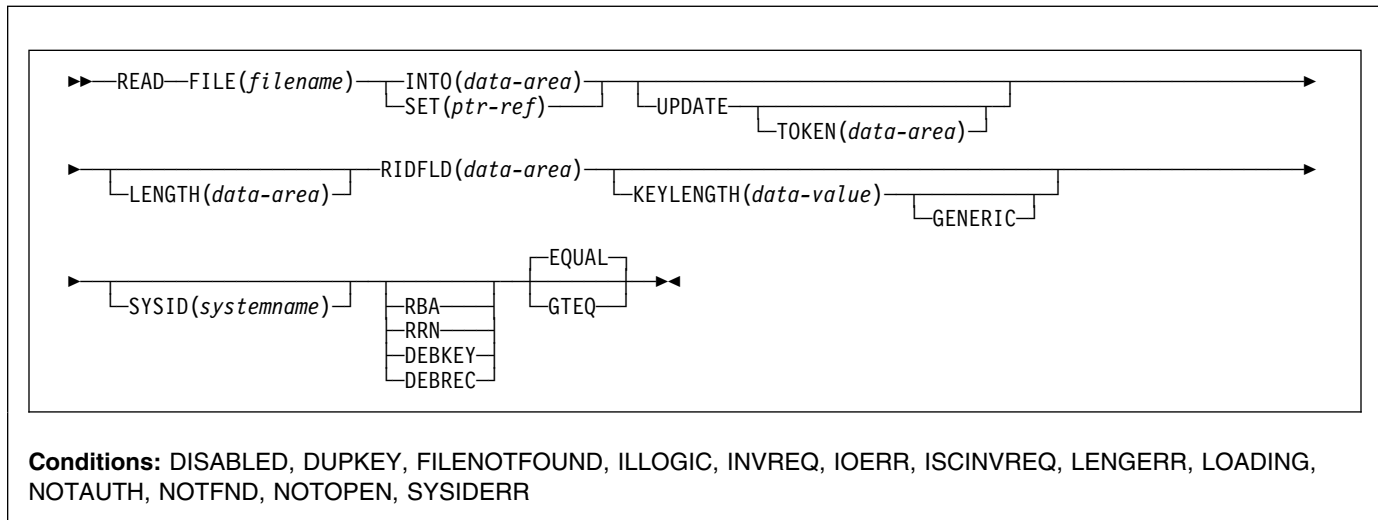 ►►──READ──FILE(filename)──INTO(data-area)──────────────────────────►
SET(ptr-ref) UPDATE
TOKEN(data-area)
►──RIDFLD(data-area)──────────────────────────►
LENGTH(data-area) KEYLENGTH(data-value)
GENERIC
EQUAL
►──────────────────────────►◄
SYSID(systemname) RBA GTEQ
RRN
DEBKEY
DEBREC
Conditions: DISABLED, DUPKEY, FILENOTFOUND, ILLOGIC, INVREQ, IOERR, ISCINVREQ, LENGERR, LOADING,
NOTAUTH, NOTFND, NOTOPEN, SYSIDERR